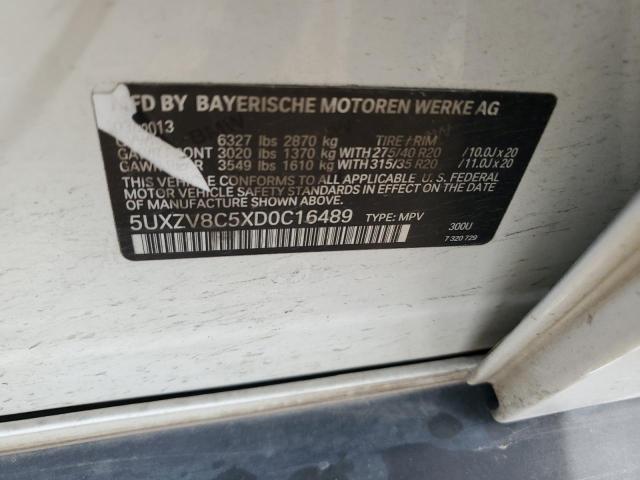 MFD BY BAYERISCHE MOTOREN WERKE AG
6327 lbs 2870 kg TIRE / RIM
3020 lbs 1370 kg WITH 275/40 R20 / 10.0J x 20
3549 lbs 1610 kg WITH 315/35 R20 / 11.0J x 20
THIS VEHICLE CONFORMS TO ALL APPLICABLE U.S. FEDERAL
MOTOR VEHICLE SAFETY STANDARDS IN EFFECT ON THE DATE
OF MANUFACTURE SHOWN ABOVE.
5UXZV8C5XD0C16489 TYPE: MPV 300U
T 320 729